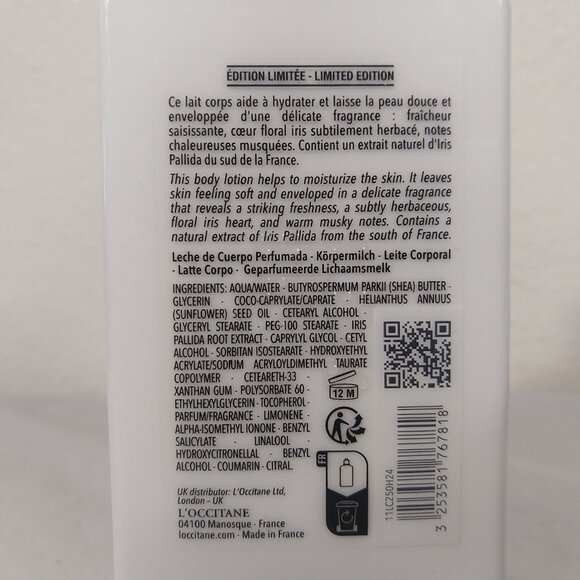 ÉDITION LIMITÉE - LIMITED EDITION
Ce lait corps aide à hydrater et laisse la peau douce et
enveloppée d'une délicate fragrance : fraîcheur
saisissante, cœur floral iris subtilement herbacé, notes
chaleureuses musquées. Contient un extrait naturel d'Iris
Pallida du sud de la France.
This body lotion helps to moisturize the skin. It leaves
skin feeling soft and enveloped in a delicate fragrance
that reveals a striking freshness, a subtly herbaceous,
floral iris heart, and warm musky notes. Contains a
natural extract of Iris Pallida from the south of France.
Leche de Cuerpo Perfumada - Körpermilch - Leite Corporal
- Latte Corpo - Geparfumeerde Lichaamsmelk
INGREDIENTS: AQUA/WATER - BUTYROSPERMUM PARKII (SHEA) BUTTER -
GLYCERIN - COCO-CAPRYLATE/CAPRATE - HELIANTHUS ANNUUS
(SUNFLOWER) SEED OIL - CETEARYL ALCOHOL -
GLYCERYL STEARATE - PEG-100 STEARATE - IRIS
PALLIDA ROOT EXTRACT - CAPRYLYL GLYCOL - CETYL
ALCOHOL - SORBITAN ISOSTEARATE - HYDROXYETHYL
ACRYLATE/SODIUM ACRYLOYLDIMETHYL TAURATE
COPOLYMER - CETEARETH-33 -
XANTHAN GUM - POLYSORBATE 60 -
ETHYLHEXYLGLYCERIN - TOCOPHEROL -
PARFUM/FRAGRANCE - LIMONENE -
ALPHA-ISOMETHYL IONONE - BENZYL
SALICYLATE - LINALOOL -
HYDROXYCITRONELLAL - BENZYL
ALCOHOL - COUMARIN - CITRAL.
12 M
FR
11LC250H24
3 253581 767818
UK distributor: L'Occitane Ltd,
London - UK
L'OCCITANE
04100 Manosque - France
loccitane.com - Made in France